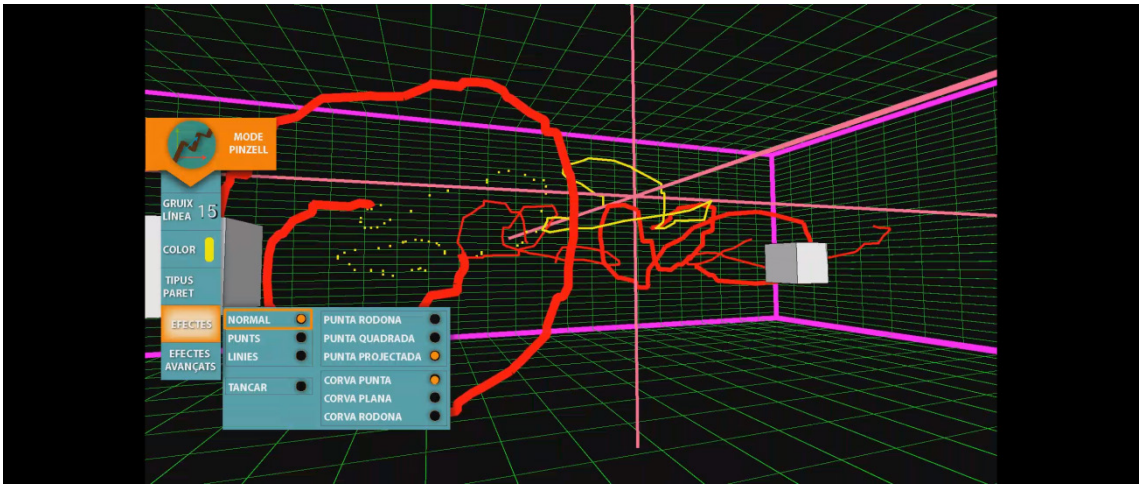 MODE
PINZELL
GRUIX
LÍNEA 15
COLOR
TIPUS
PARET
EFECTES
EFECTES
AVANÇATS
NORMAL
PUNTS
LINIES
TANCAR
PUNTA RODONA
PUNTA QUADRADA
PUNTA PROJECTADA
CORVA PUNTA
CORVA PLANA
CORVA RODONA